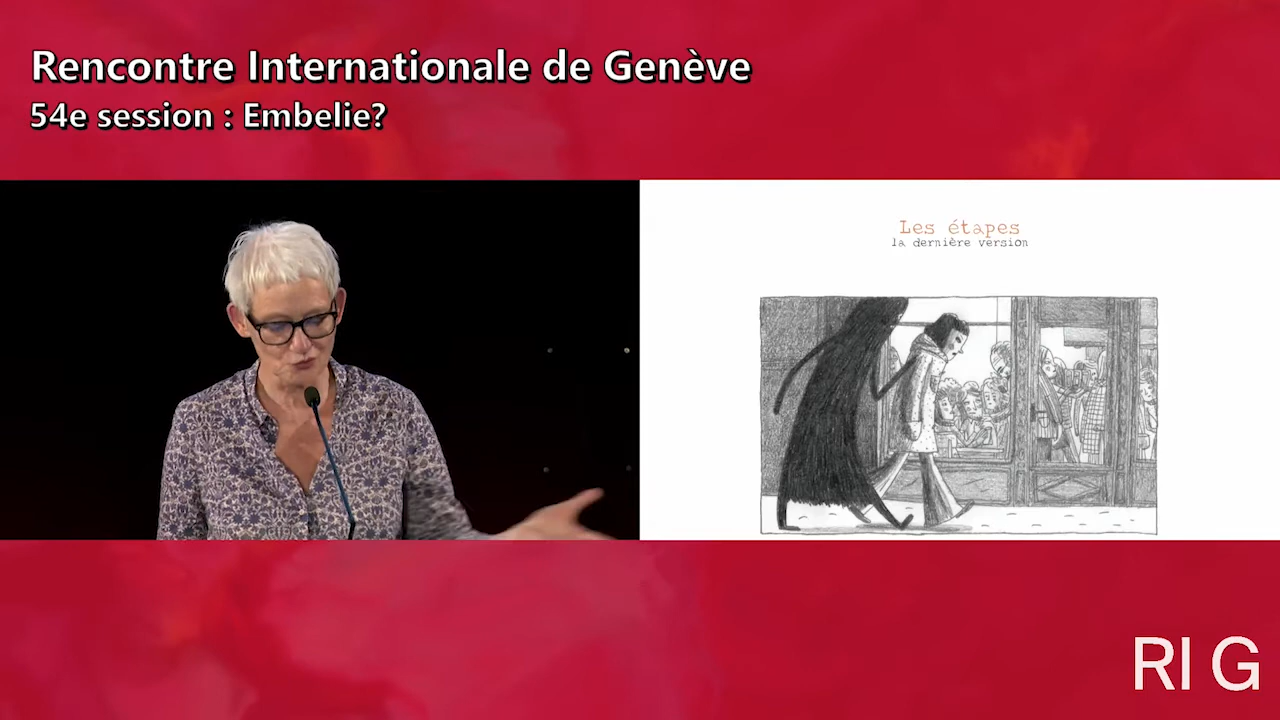 Rencontre Internationale de Genève
54e session : Embelie?
Les étapes
la dernière version
RI G